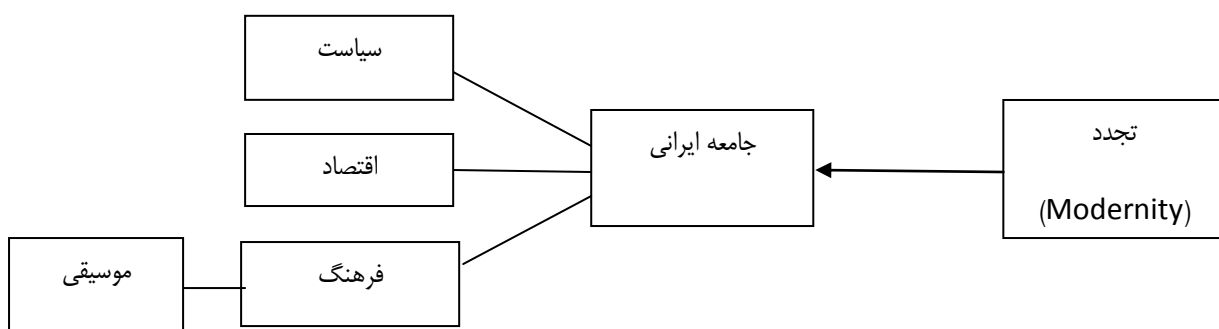 تجدد
(Modernity)
جامعه ایرانی
سیاست
اقتصاد
فرهنگ
موسیقی